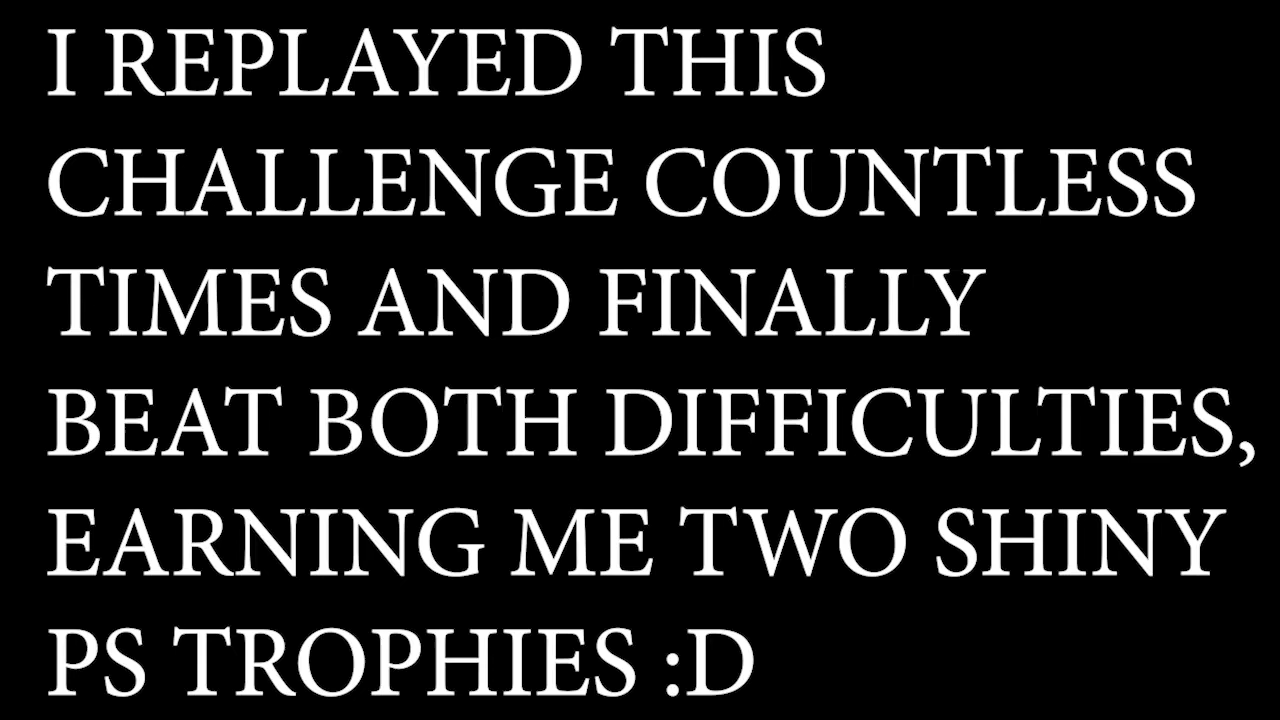 I REPLAYED THIS
CHALLENGE COUNTLESS
TIMES AND FINALLY
BEAT BOTH DIFFICULTIES,
EARNING ME TWO SHINY
PS TROPHIES :D